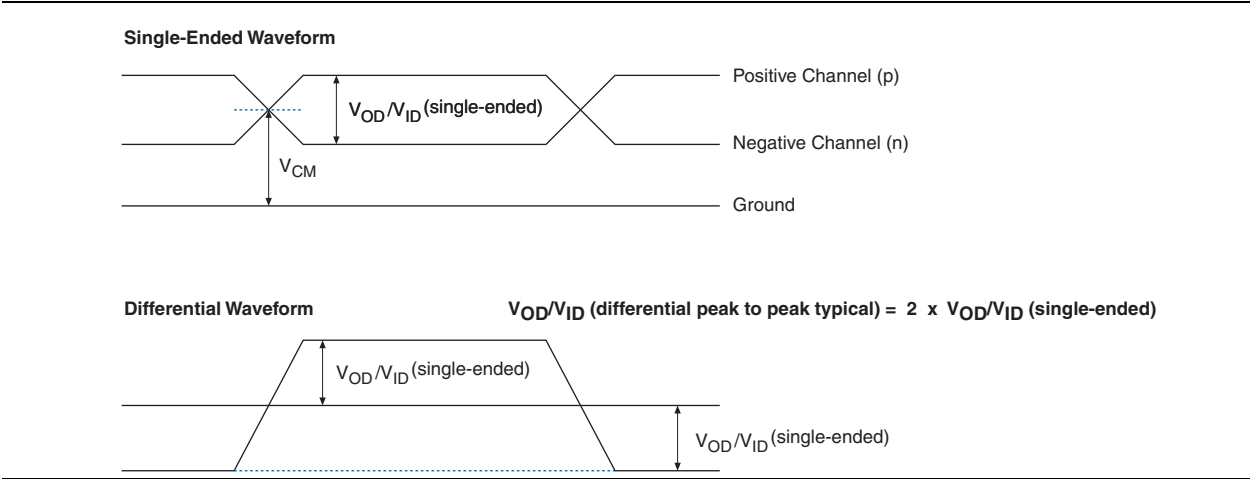 Single-Ended Waveform
Positive Channel (p)
VOD/VID (single-ended)
Negative Channel (n)
VCM
Ground
Differential Waveform
VOD/VID (differential peak to peak typical) = 2 x VOD/VID (single-ended)
VOD/VID (single-ended)
VOD/VID (single-ended)